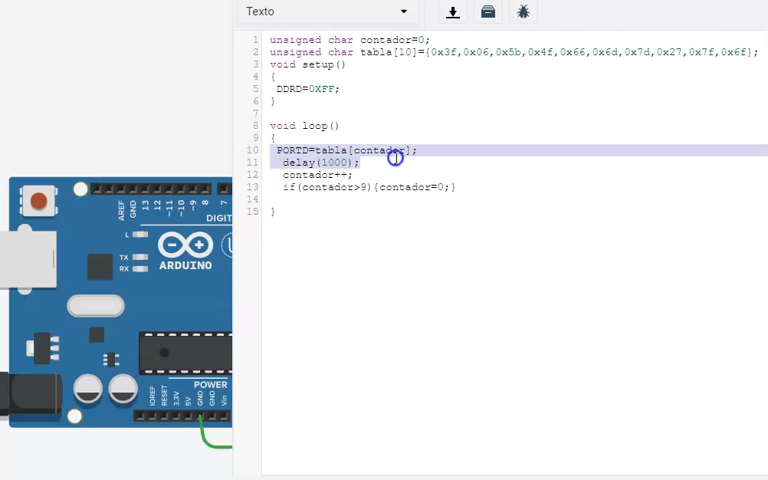 Texto
1 unsigned char contador=0;
2 unsigned char tabla[10]={0x3f,0x06,0x5b,0x4f,0x66,0x6d,0x7d,0x27,0x7f,0x6f};
3 void setup()
4 {
5 DDRD=0XFF;
6 }
7
8 void loop()
9 {
10 PORTD=tabla[contador];
11 delay(1000);
12 contador++;
13 if(contador>9){contador=0;}
14
15 }
AREF
GND
13
12
~11
~10
~9
8
7
DIGIT
L
TX
RX
ARDUINO
U
POWER
IOREF
RESET
3.3V
5V
GND
GND
Vin